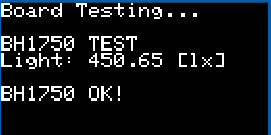 Board Testing...
BH1750 TEST
Light: 450.65 [lx]
BH1750 OK!